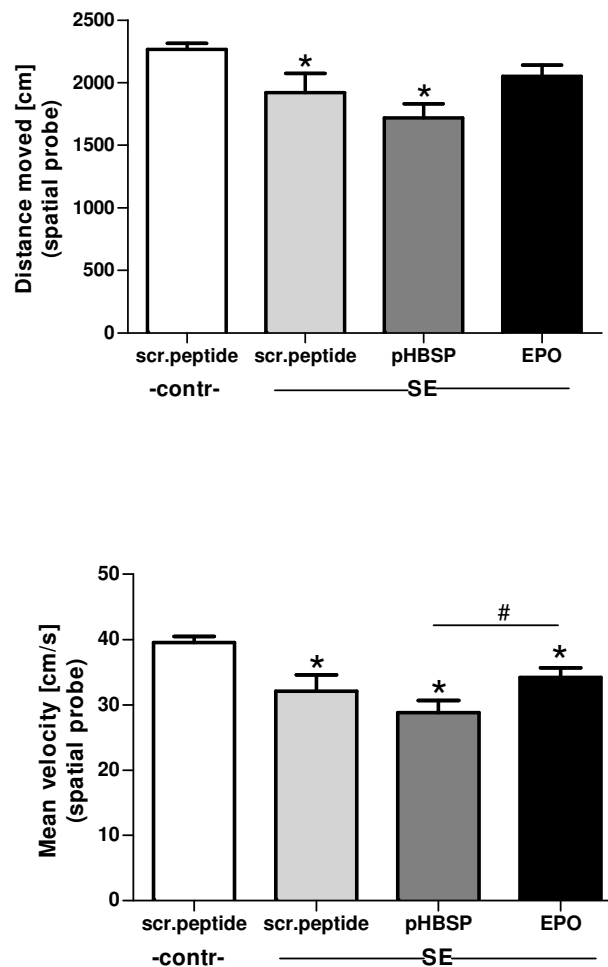 Distance moved [cm]
(spatial probe)
2500
2000
1500
1000
500
0
*
*
scr.peptide scr.peptide pHBSP EPO
-contr- SE
Mean velocity [cm/s]
(spatial probe)
50
40
30
20
10
0
#
*
*
*
scr.peptide scr.peptide pHBSP EPO
-contr- SE